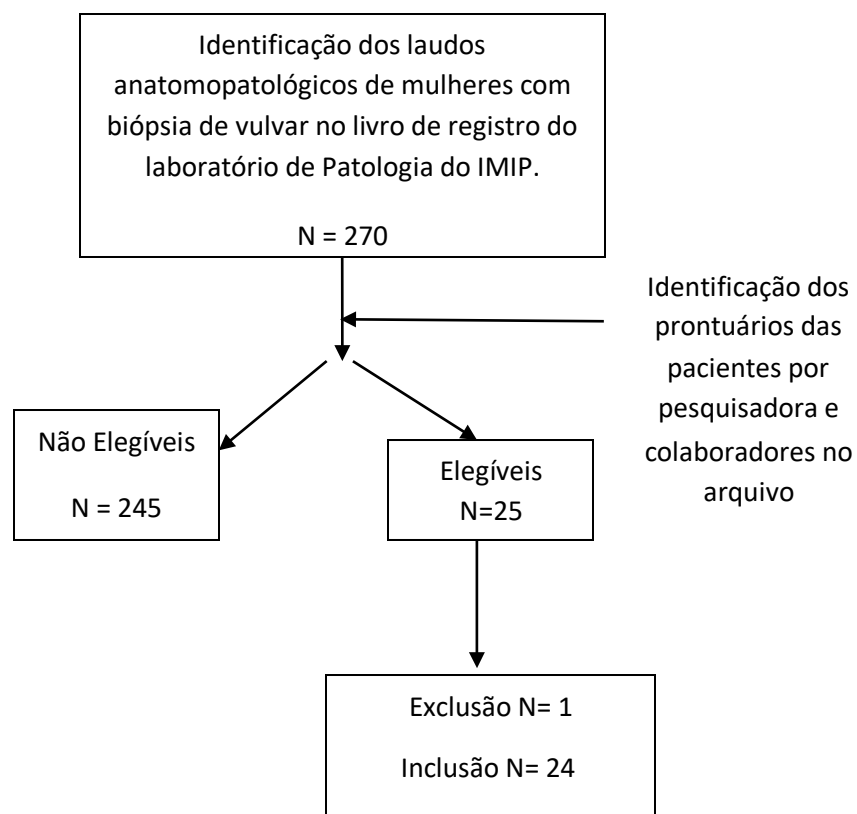 Identificação dos laudos
anatomopatológicos de mulheres com
biópsia de vulvar no livro de registro do
laboratório de Patologia do IMIP.
N = 270
Identificação dos
prontuários das
pacientes por
pesquisadora e
colaboradores no
arquivo
Não Elegíveis
N = 245
Elegíveis
N=25
Exclusão N= 1
Inclusão N= 24